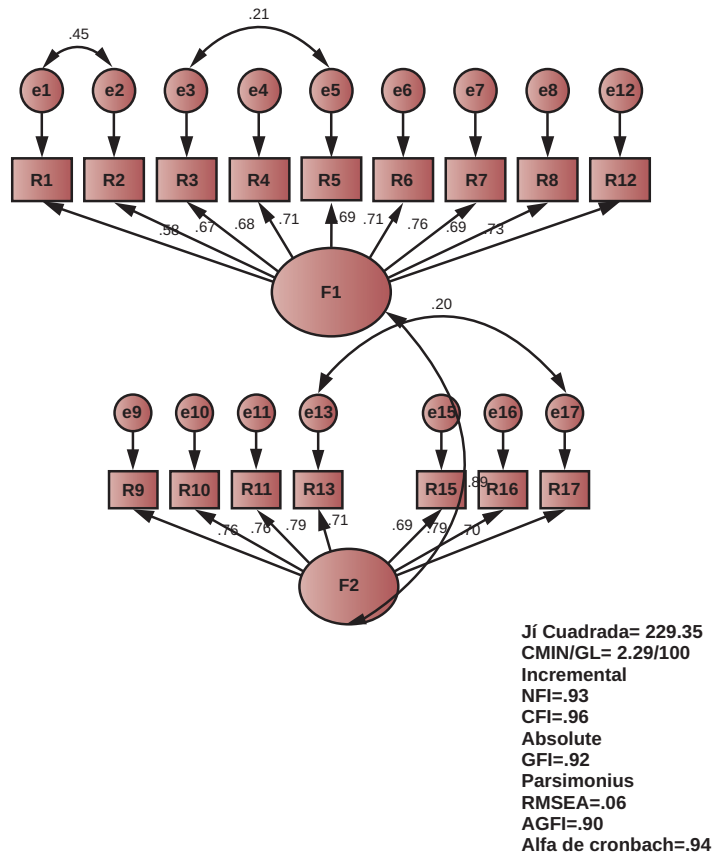 .45
.21
e1 e2 e3 e4 e5 e6 e7 e8 e12
R1 R2 R3 R4 R5 R6 R7 R8 R12
.58 .67 .68 .71 .69 .71 .76 .69 .73
F1
.20
e9 e10 e11 e13 e15 e16 e17
R9 R10 R11 R13 R15 R16 R17
.89
.76 .76 .79 .71 .69 .79 .70
F2
Jí Cuadrada= 229.35
CMIN/GL= 2.29/100
Incremental
NFI=.93
CFI=.96
Absolute
GFI=.92
Parsimonius
RMSEA=.06
AGFI=.90
Alfa de cronbach=.94